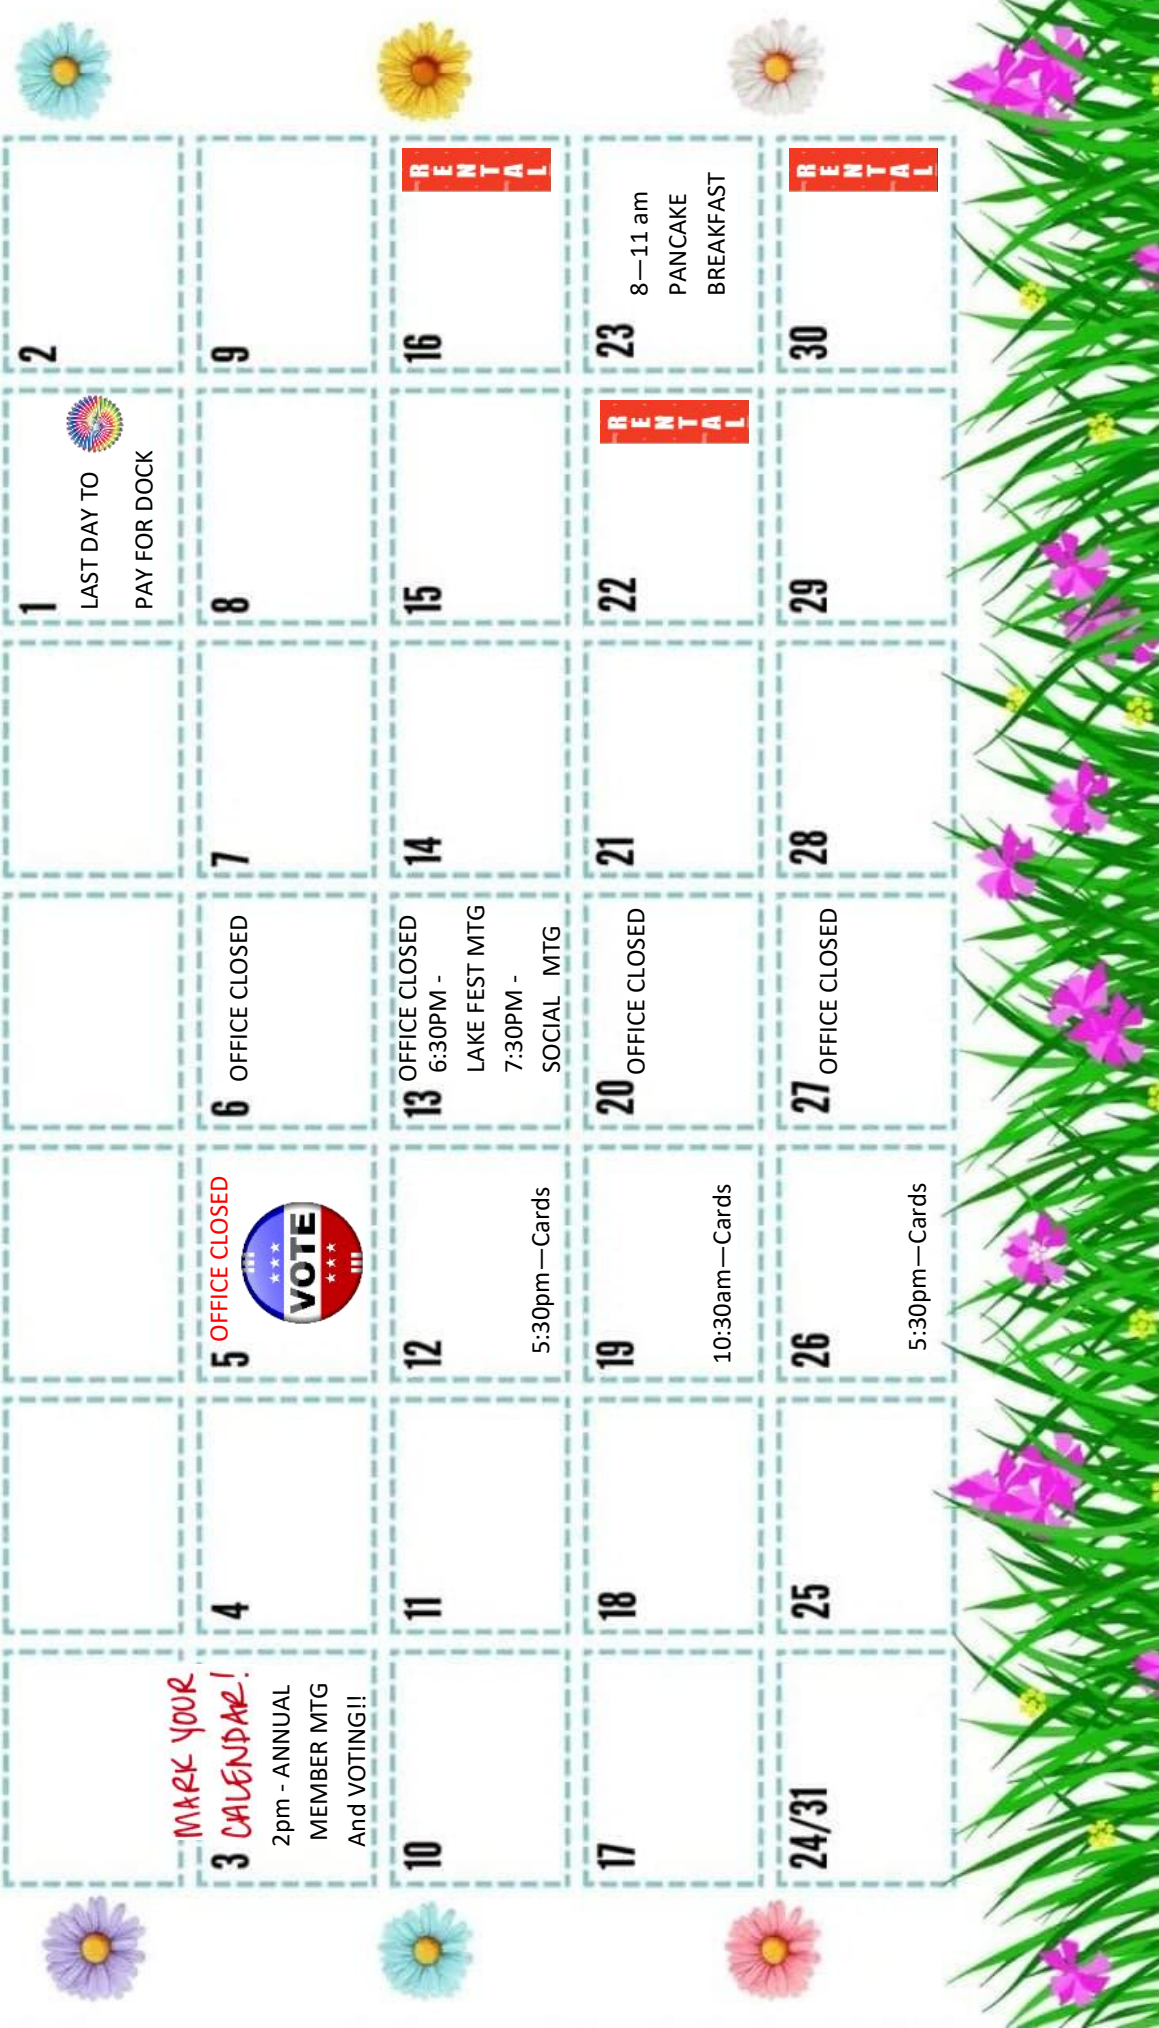 1
LAST DAY TO
PAY FOR DOCK
2
MARK YOUR
CALENDAR!
3
2pm - ANNUAL
MEMBER MTG
And VOTING!!
4
5 OFFICE CLOSED
VOTE
6 OFFICE CLOSED
7
8
9
10
11
12
5:30pm—Cards
13 OFFICE CLOSED
6:30PM -
LAKE FEST MTG
7:30PM -
SOCIAL MTG
14
15
16
RENTAL
17
18
19
10:30am—Cards
20 OFFICE CLOSED
21
22
RENTAL
23
8—11 am
PANCAKE
BREAKFAST
24/31
25
26
5:30pm—Cards
27 OFFICE CLOSED
28
29
30
RENTAL